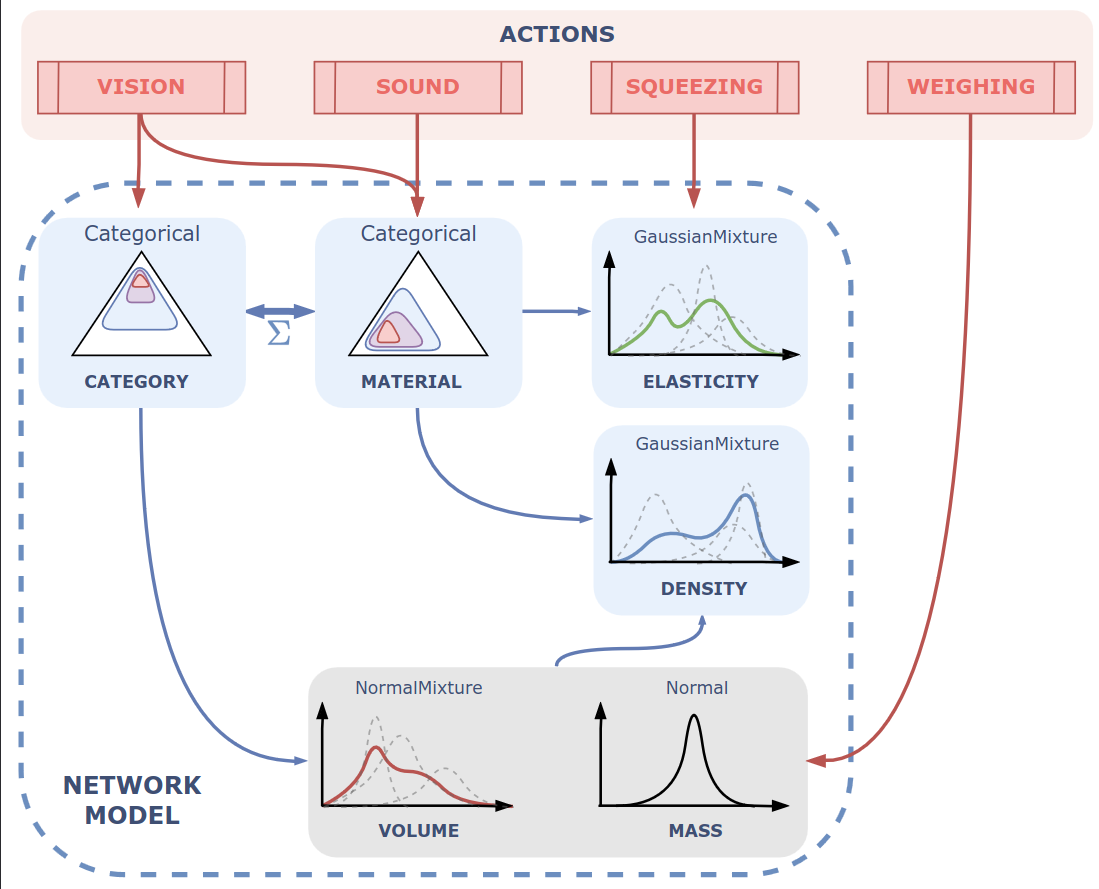 ACTIONS
VISION
SOUND
SQUEEZING
WEIGHING
Categorical
CATEGORY
Σ
Categorical
MATERIAL
GaussianMixture
ELASTICITY
GaussianMixture
DENSITY
NormalMixture
VOLUME
Normal
MASS
NETWORK
MODEL